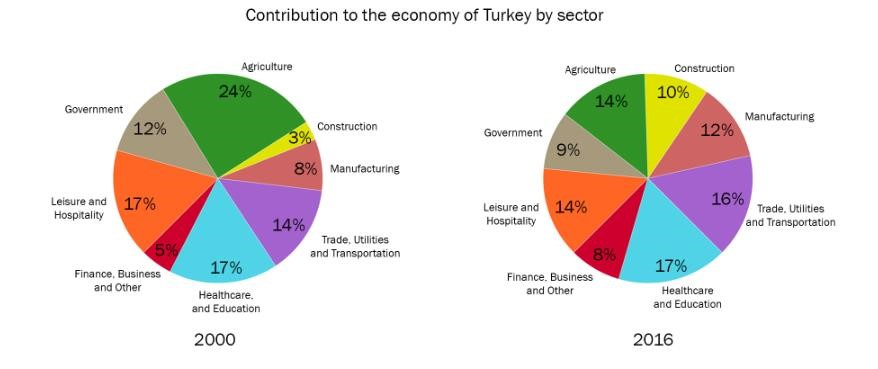 Contribution to the economy of Turkey by sector
Agriculture
24%
Construction
3%
Manufacturing
8%
Trade, Utilities
and Transportation
14%
Healthcare,
and Education
17%
Finance, Business
and Other
5%
Leisure and
Hospitality
17%
Government
12%
2000
Agriculture
14%
Construction
10%
Manufacturing
12%
Trade, Utilities
and Transportation
16%
Healthcare
and Education
17%
Finance, Business
and Other
8%
Leisure and
Hospitality
14%
Government
9%
2016